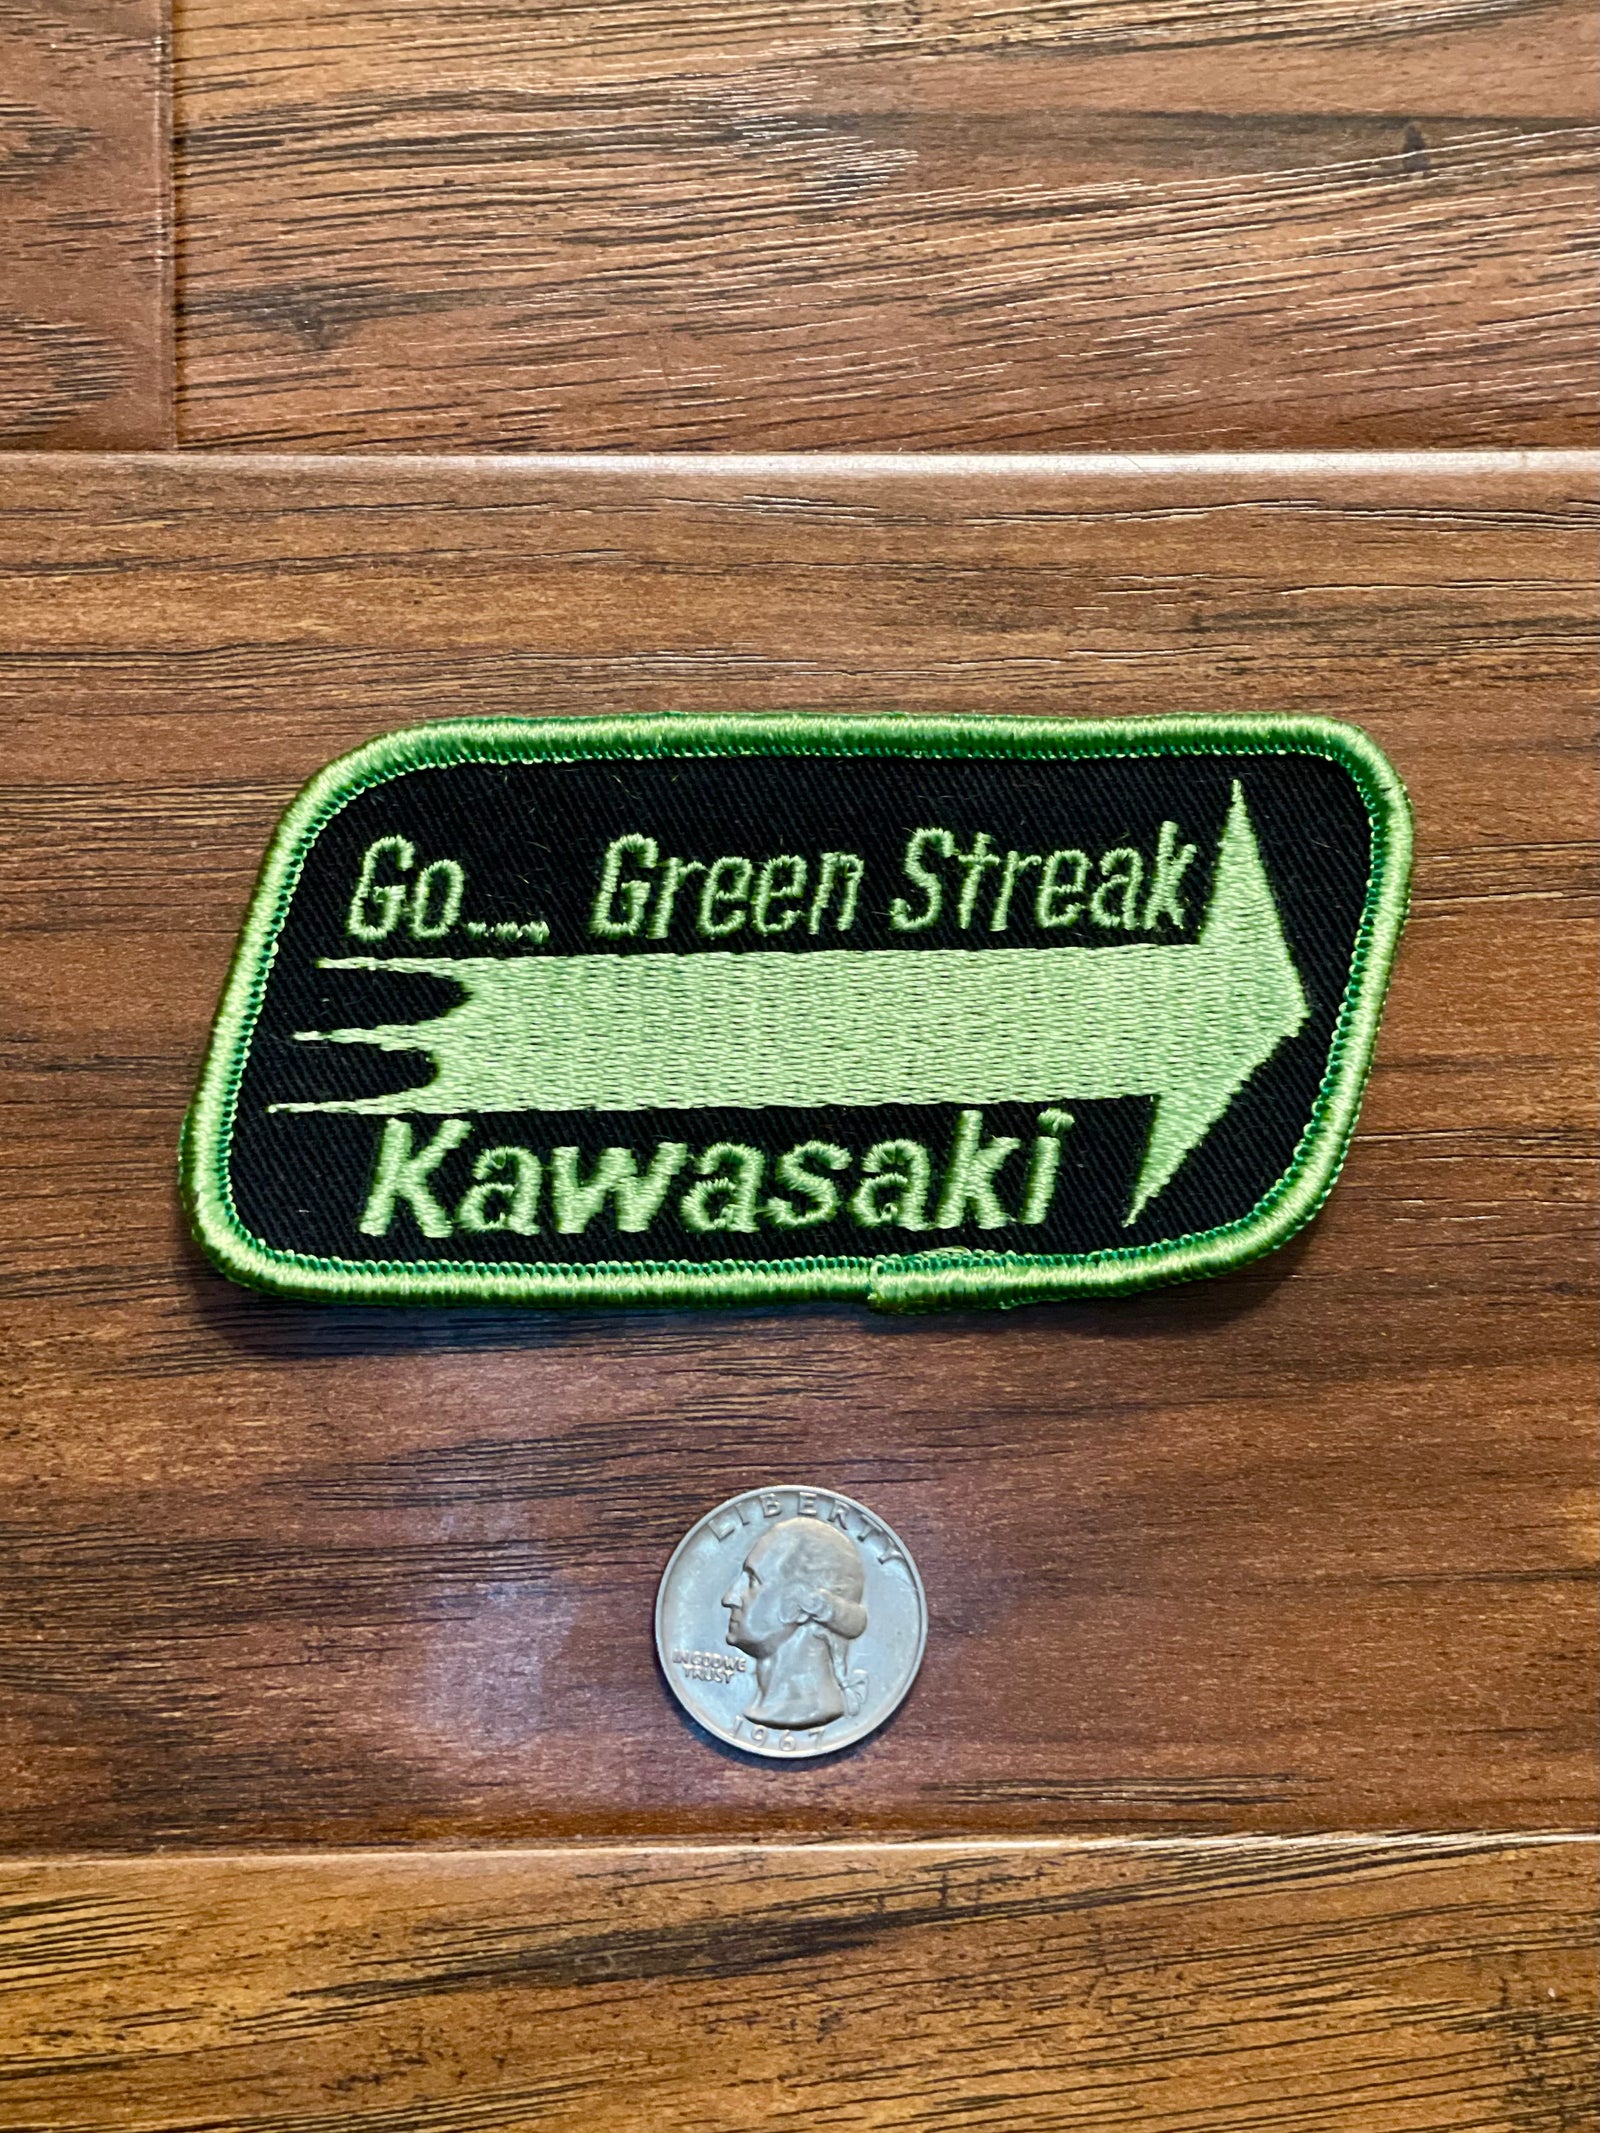 Go... Green Streak
Kawasaki
LIBERTY
IN GOD WE
TRUST
1967